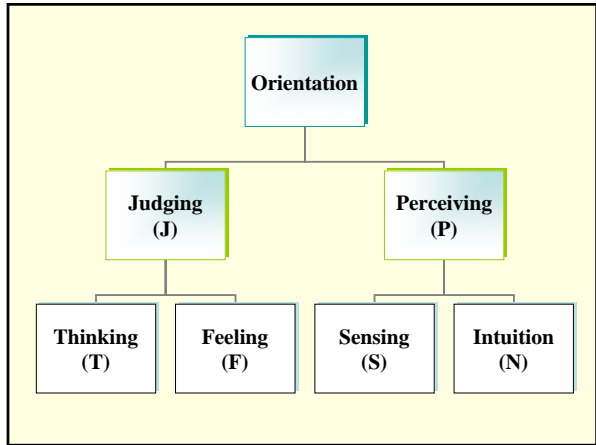 Orientation
Judging
(J)
Perceiving
(P)
Thinking
(T)
Feeling
(F)
Sensing
(S)
Intuition
(N)